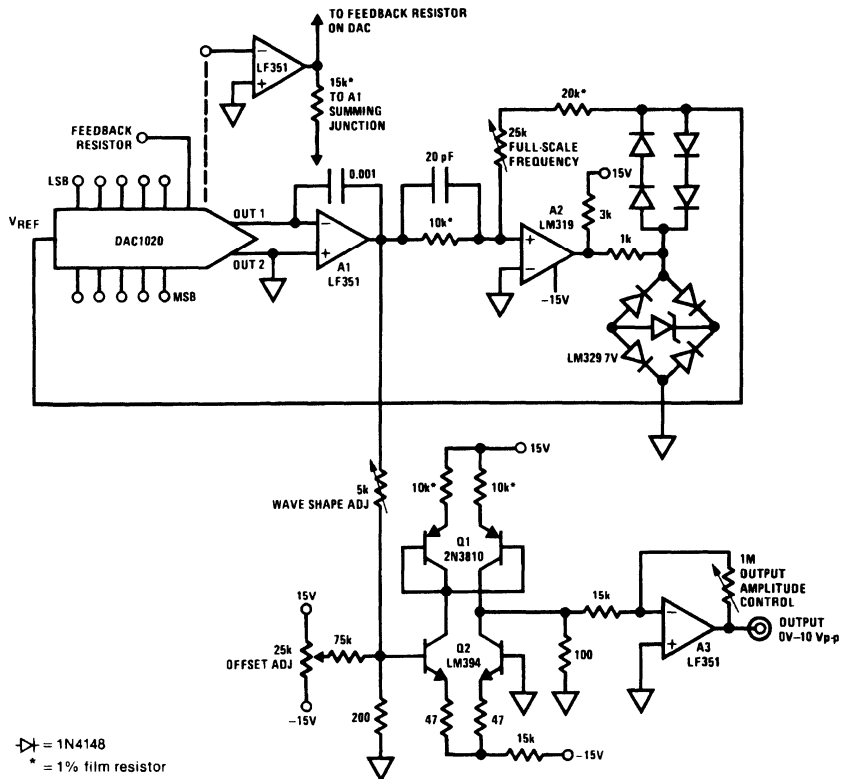 TO FEEDBACK RESISTOR
ON DAC
LF351
15k*
TO A1
SUMMING
JUNCTION
FEEDBACK
RESISTOR
LSB
VREF
DAC1020
OUT 1
OUT 2
MSB
0.001
A1
LF351
20 pF
10k*
20k*
25k
FULL-SCALE
FREQUENCY
15V
3k
A2
LM319
1k
-15V
LM329 7V
5k
WAVE SHAPE ADJ
15V
10k*
10k*
Q1
2N3810
15V
25k
OFFSET ADJ
-15V
75k
200
Q2
LM394
47
47
15k
-15V
100
15k
1M
OUTPUT
AMPLITUDE
CONTROL
A3
LF351
OUTPUT
0V–10 Vp-p
= 1N4148
* = 1% film resistor